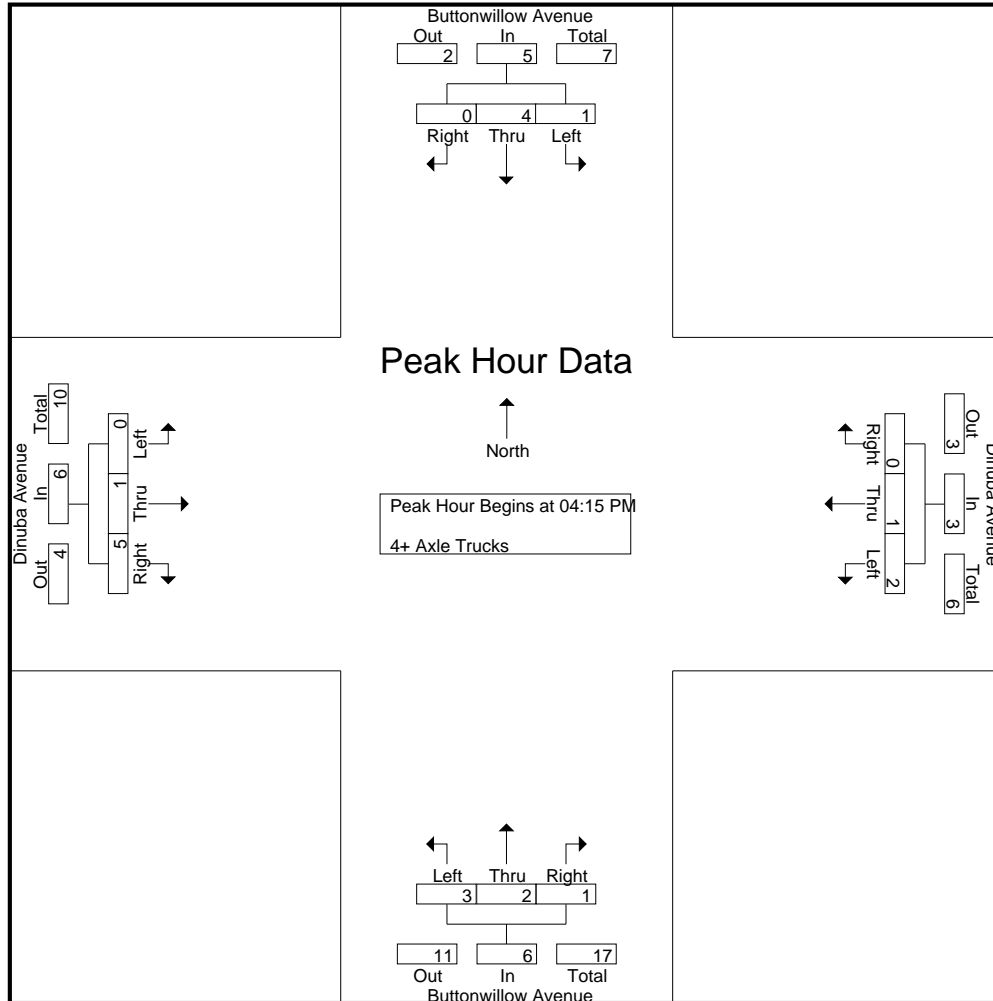 Buttonwillow Avenue
Out In Total
2 5 7
0 4 1
Right Thru Left
Peak Hour Data
North
Peak Hour Begins at 04:15 PM
4+ Axle Trucks
Dinuba Avenue
Out In Total
4 6 10
0 1 5
Left Thru Right
Dinuba Avenue
Out In Total
3 3 6
Right Thru Left
0 1 2
Left Thru Right
3 2 1
11 6 17
Out In Total
Buttonwillow Avenue